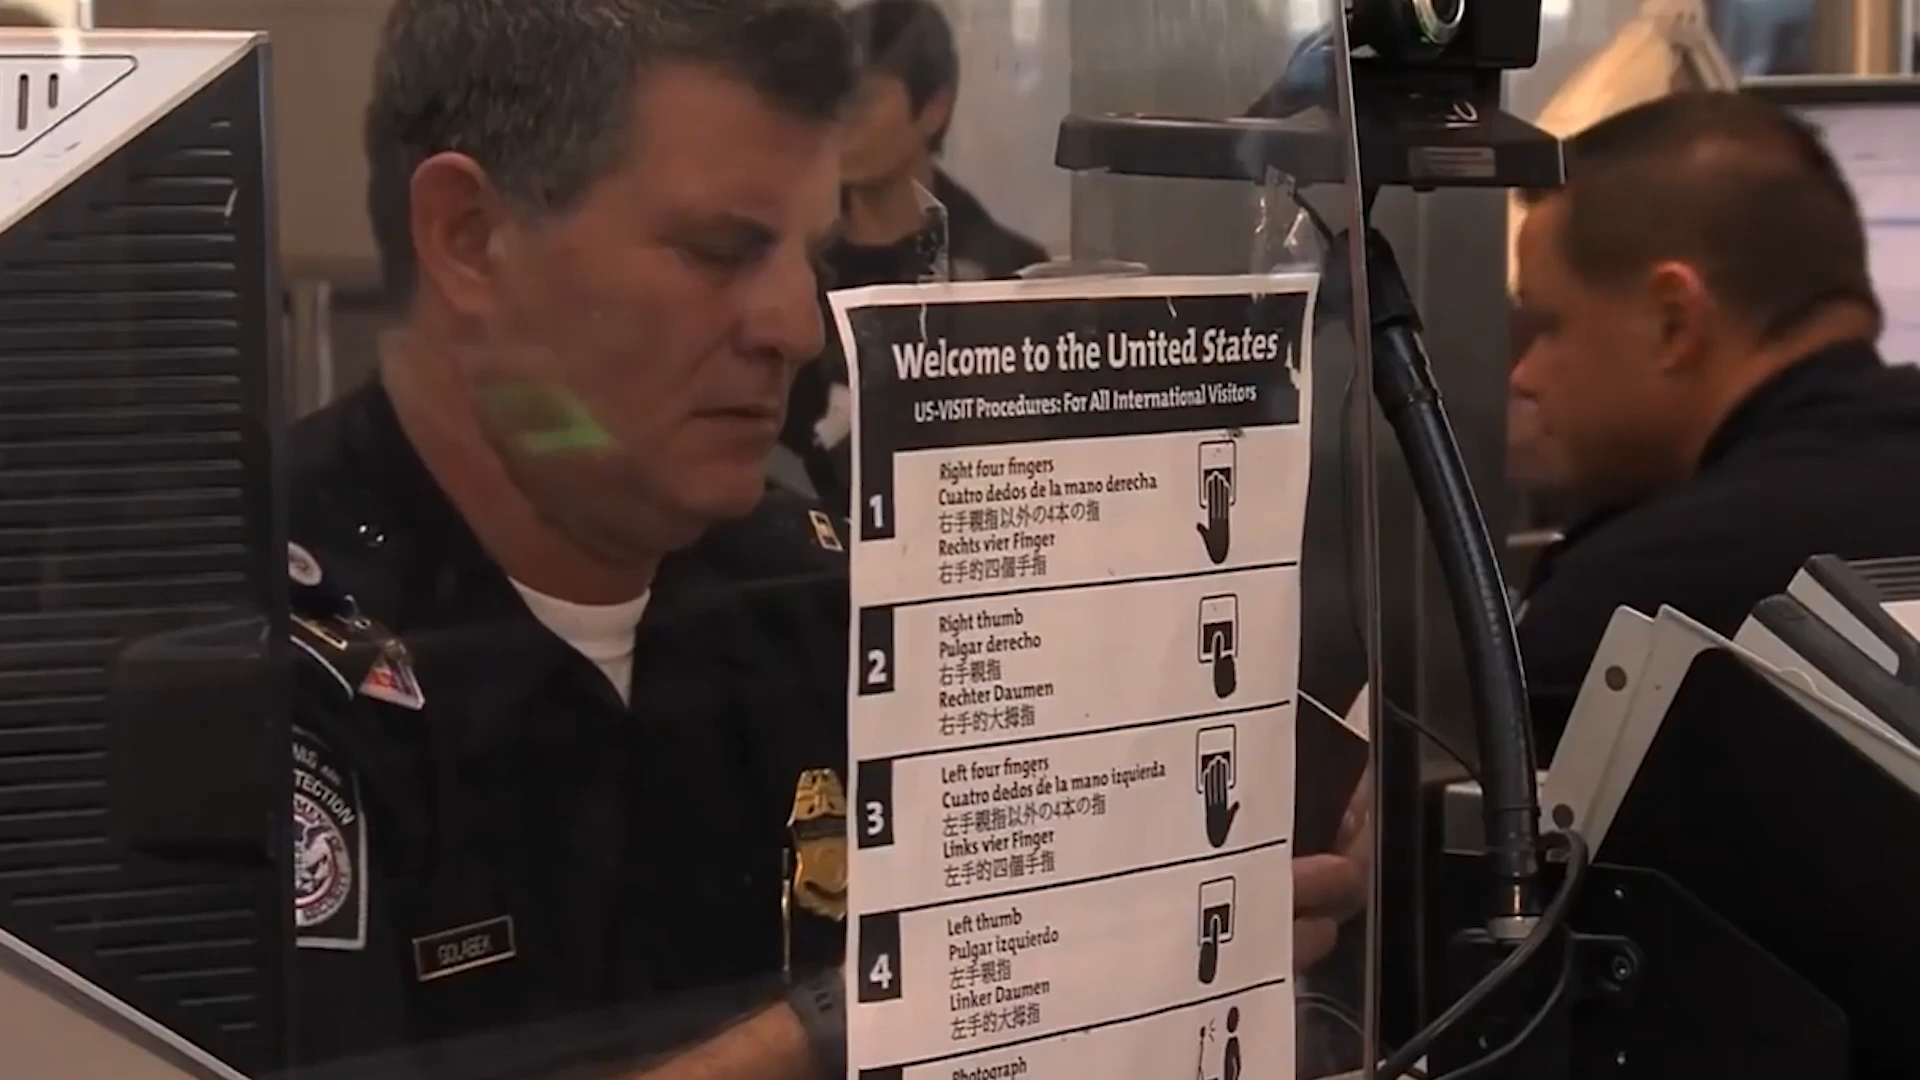 Welcome to the United States
US-VISIT Procedures: For All International Visitors
1
Right four fingers
Cuatro dedos de la mano derecha
右手親指以外の4本の指
Rechts vier Finger
右手的四個手指
2
Right thumb
Pulgar derecho
右手親指
Rechter Daumen
右手的大拇指
3
Left four fingers
Cuatro dedos de la mano izquierda
左手親指以外の4本の指
Links vier Finger
左手的四個手指
4
Left thumb
Pulgar izquierdo
左手親指
Linker Daumen
左手的大拇指
Photograph
GOLABEK